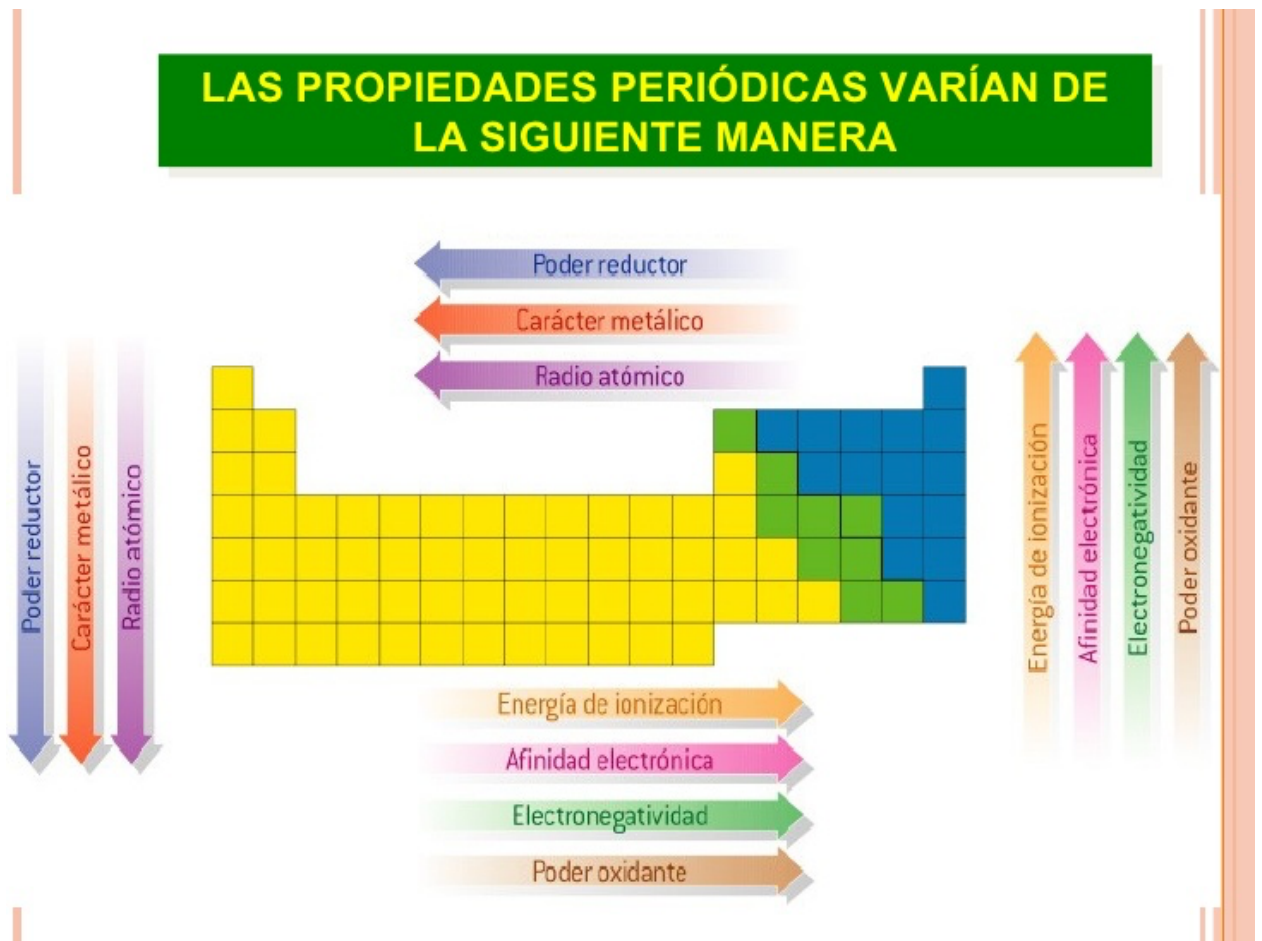 LAS PROPIEDADES PERIÓDICAS VARÍAN DE
LA SIGUIENTE MANERA
Poder reductor
Carácter metálico
Radio atómico
Poder reductor
Carácter metálico
Radio atómico
Energía de ionización
Afinidad electrónica
Electronegatividad
Poder oxidante
Energía de ionización
Afinidad electrónica
Electronegatividad
Poder oxidante